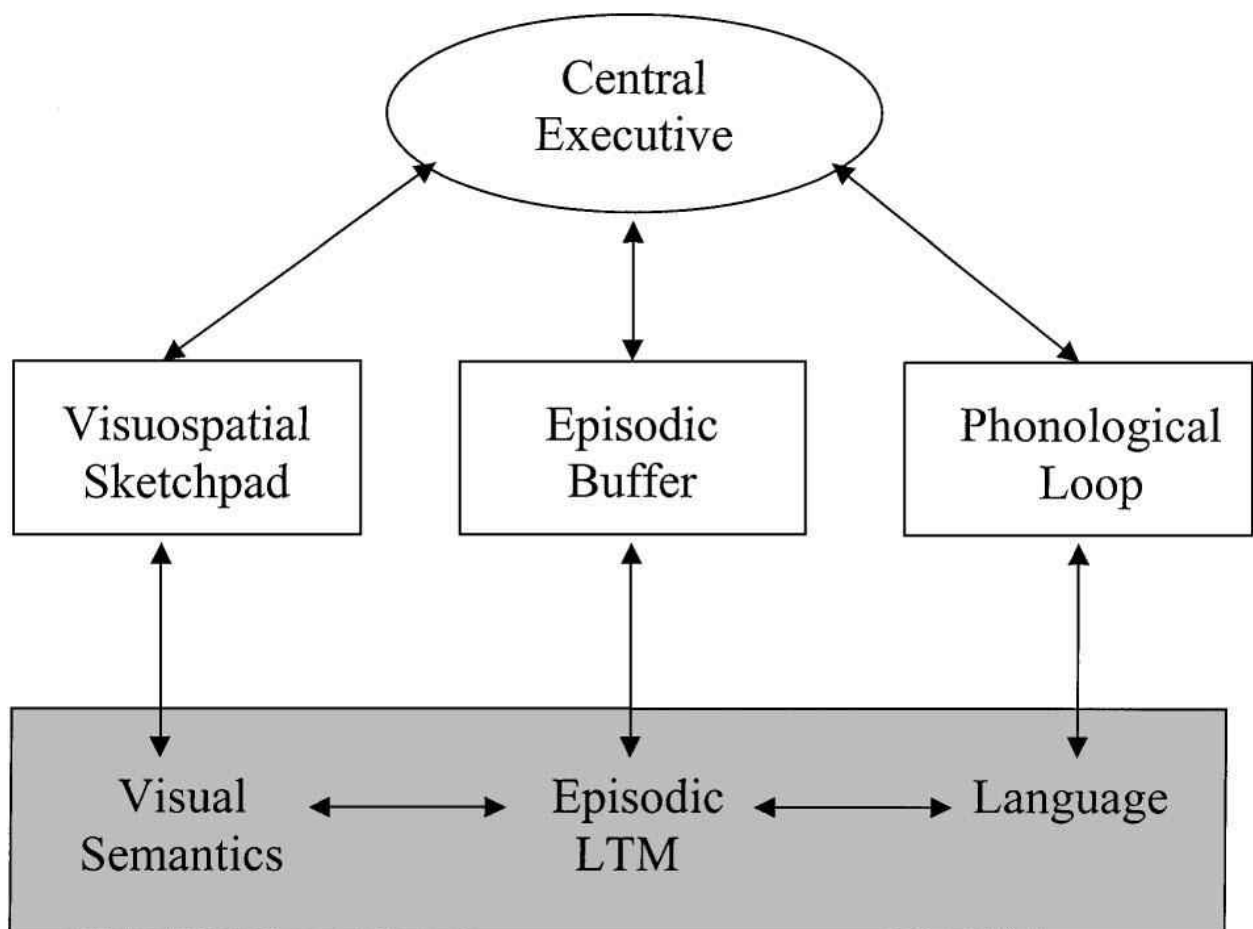 Central
Executive
Visuospatial
Sketchpad
Episodic
Buffer
Phonological
Loop
Visual
Semantics
Episodic
LTM
Language